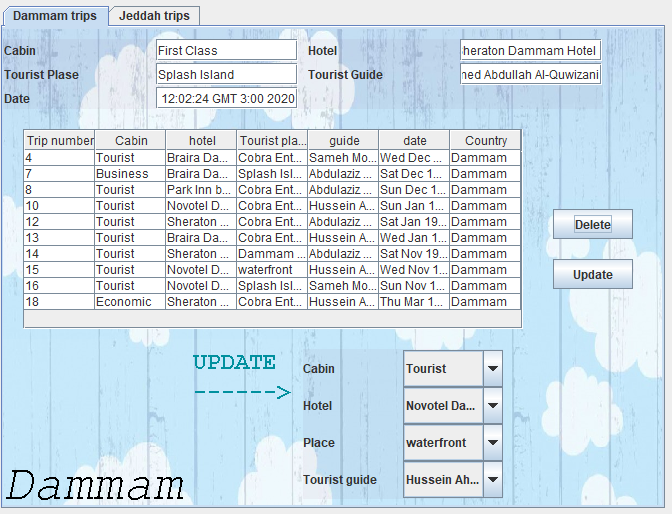 Dammam trips Jeddah trips
Cabin First Class Hotel heraton Dammam Hotel
Tourist Plase Splash Island Tourist Guide ned Abdullah Al-Quwizani
Date 12:02:24 GMT 3:00 2020
Trip number Cabin hotel Tourist pla... guide date Country
4 Tourist Braira Da... Cobra Ent... Sameh Mo... Wed Dec ... Dammam
7 Business Braira Da... Splash Isl... Abdulaziz ... Sat Dec 1... Dammam
8 Tourist Park Inn b... Cobra Ent... Abdulaziz ... Sun Dec 1... Dammam
10 Tourist Novotel D... Cobra Ent... Hussein A... Sun Jan 1... Dammam
12 Tourist Sheraton ... Cobra Ent... Abdulaziz ... Sat Jan 19... Dammam
13 Tourist Braira Da... Cobra Ent... Hussein A... Wed Jan 1... Dammam
14 Tourist Sheraton ... Dammam ... Abdulaziz ... Sat Nov 19... Dammam
15 Tourist Novotel D... waterfront Hussein A... Wed Nov 1... Dammam
16 Tourist Novotel D... Splash Isl... Sameh Mo... Sun Nov 1... Dammam
18 Economic Sheraton ... Cobra Ent... Hussein A... Thu Mar 1... Dammam
Delete
Update
UPDATE
----->
Cabin Tourist
Hotel Novotel Da...
Place waterfront
Tourist guide Hussein Ah...
Dammam